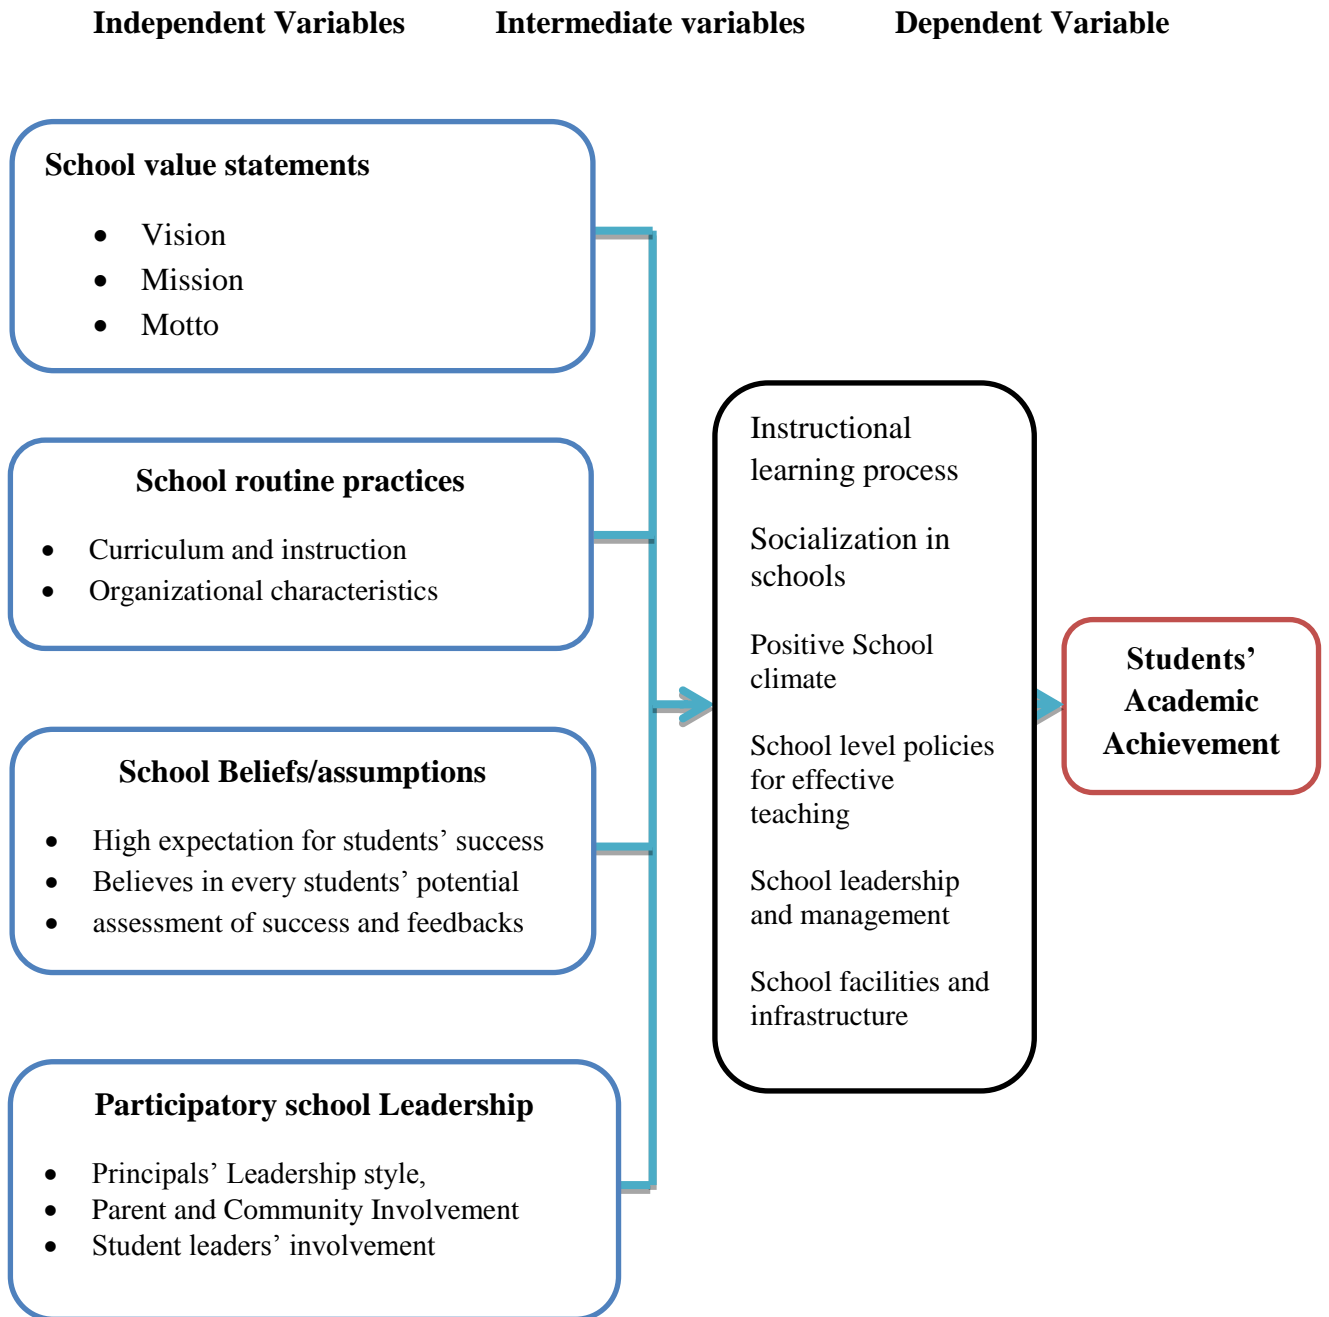 Independent Variables Intermediate variables Dependent Variable
School value statements
• Vision
• Mission
• Motto
School routine practices
• Curriculum and instruction
• Organizational characteristics
School Beliefs/assumptions
• High expectation for students’ success
• Believes in every students’ potential
• assessment of success and feedbacks
Participatory school Leadership
• Principals’ Leadership style,
• Parent and Community Involvement
• Student leaders’ involvement
Instructional
learning process
Socialization in
schools
Positive School
climate
School level policies
for effective
teaching
School leadership
and management
School facilities and
infrastructure
Students’
Academic
Achievement